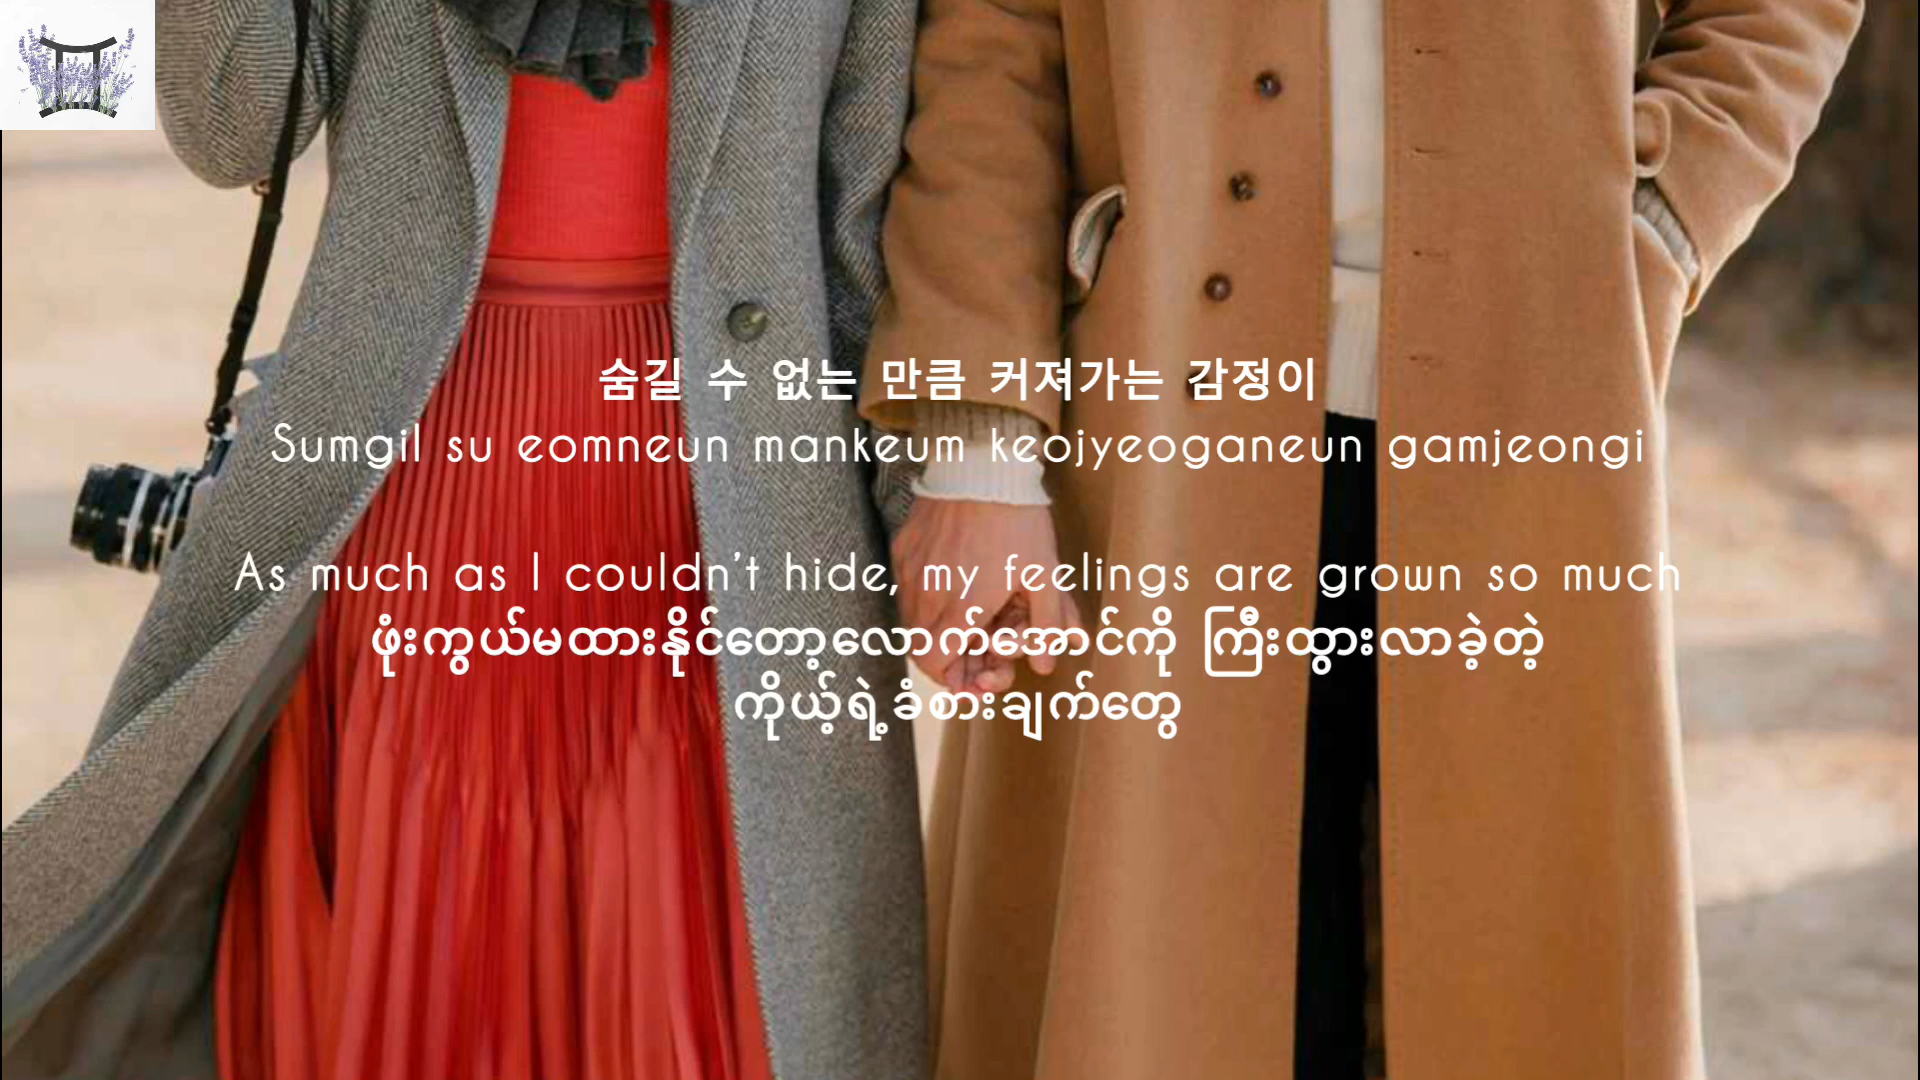 숨길 수 없는 만큼 커져가는 감정이
Sumgil su eomneun mankeum keojyeoganeun gamjeongi
As much as I couldn't hide, my feelings are grown so much
ဖုံးကွယ်မထားနိုင်တော့လောက်အောင်ကို ကြီးထွားလာခဲ့တဲ့
ကိုယ့်ရဲ့ခံစားချက်တွေ